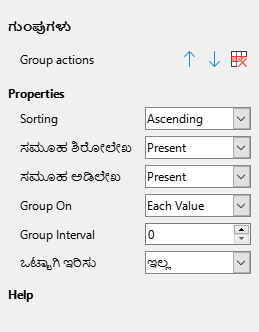 ಗುಂಪುಗಳು
Group actions
Properties
Sorting Ascending
ಸಮೂಹ ಶಿರೋಲೇಖ Present
ಸಮೂಹ ಅಡಿಲೇಖ Present
Group On Each Value
Group Interval 0
ಒಟ್ಟಾಗಿ ಇರಿಸು ಇಲ್ಲ
Help